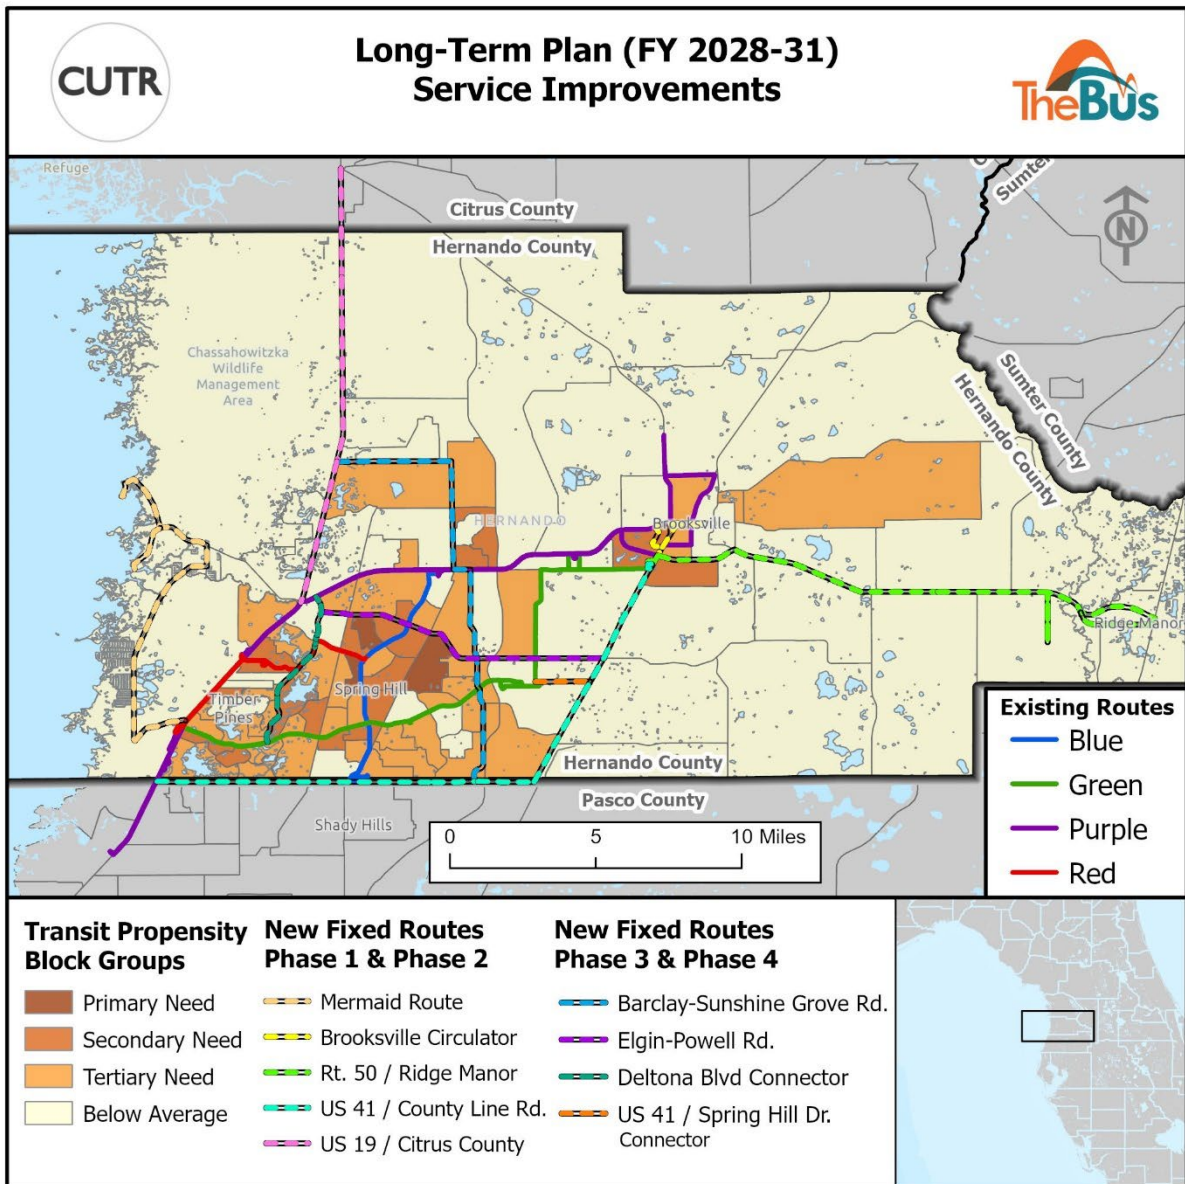 CUTR
Long-Term Plan (FY 2028-31)
Service Improvements
TheBus
Refuge
Citrus County
Hernando County
Sumter
N
Chassahowitzka
Wildlife
Management
Area
Sumter County
Hernando County
HERNANDO
Brooksville
Ridge Manor
Timber
Pines
Spring Hill
Hernando County
Pasco County
Shady Hills
0 5 10 Miles
Existing Routes
Blue
Green
Purple
Red
Transit Propensity
Block Groups
Primary Need
Secondary Need
Tertiary Need
Below Average
New Fixed Routes
Phase 1 & Phase 2
Mermaid Route
Brooksville Circulator
Rt. 50 / Ridge Manor
US 41 / County Line Rd.
US 19 / Citrus County
New Fixed Routes
Phase 3 & Phase 4
Barclay-Sunshine Grove Rd.
Elgin-Powell Rd.
Deltona Blvd Connector
US 41 / Spring Hill Dr.
Connector